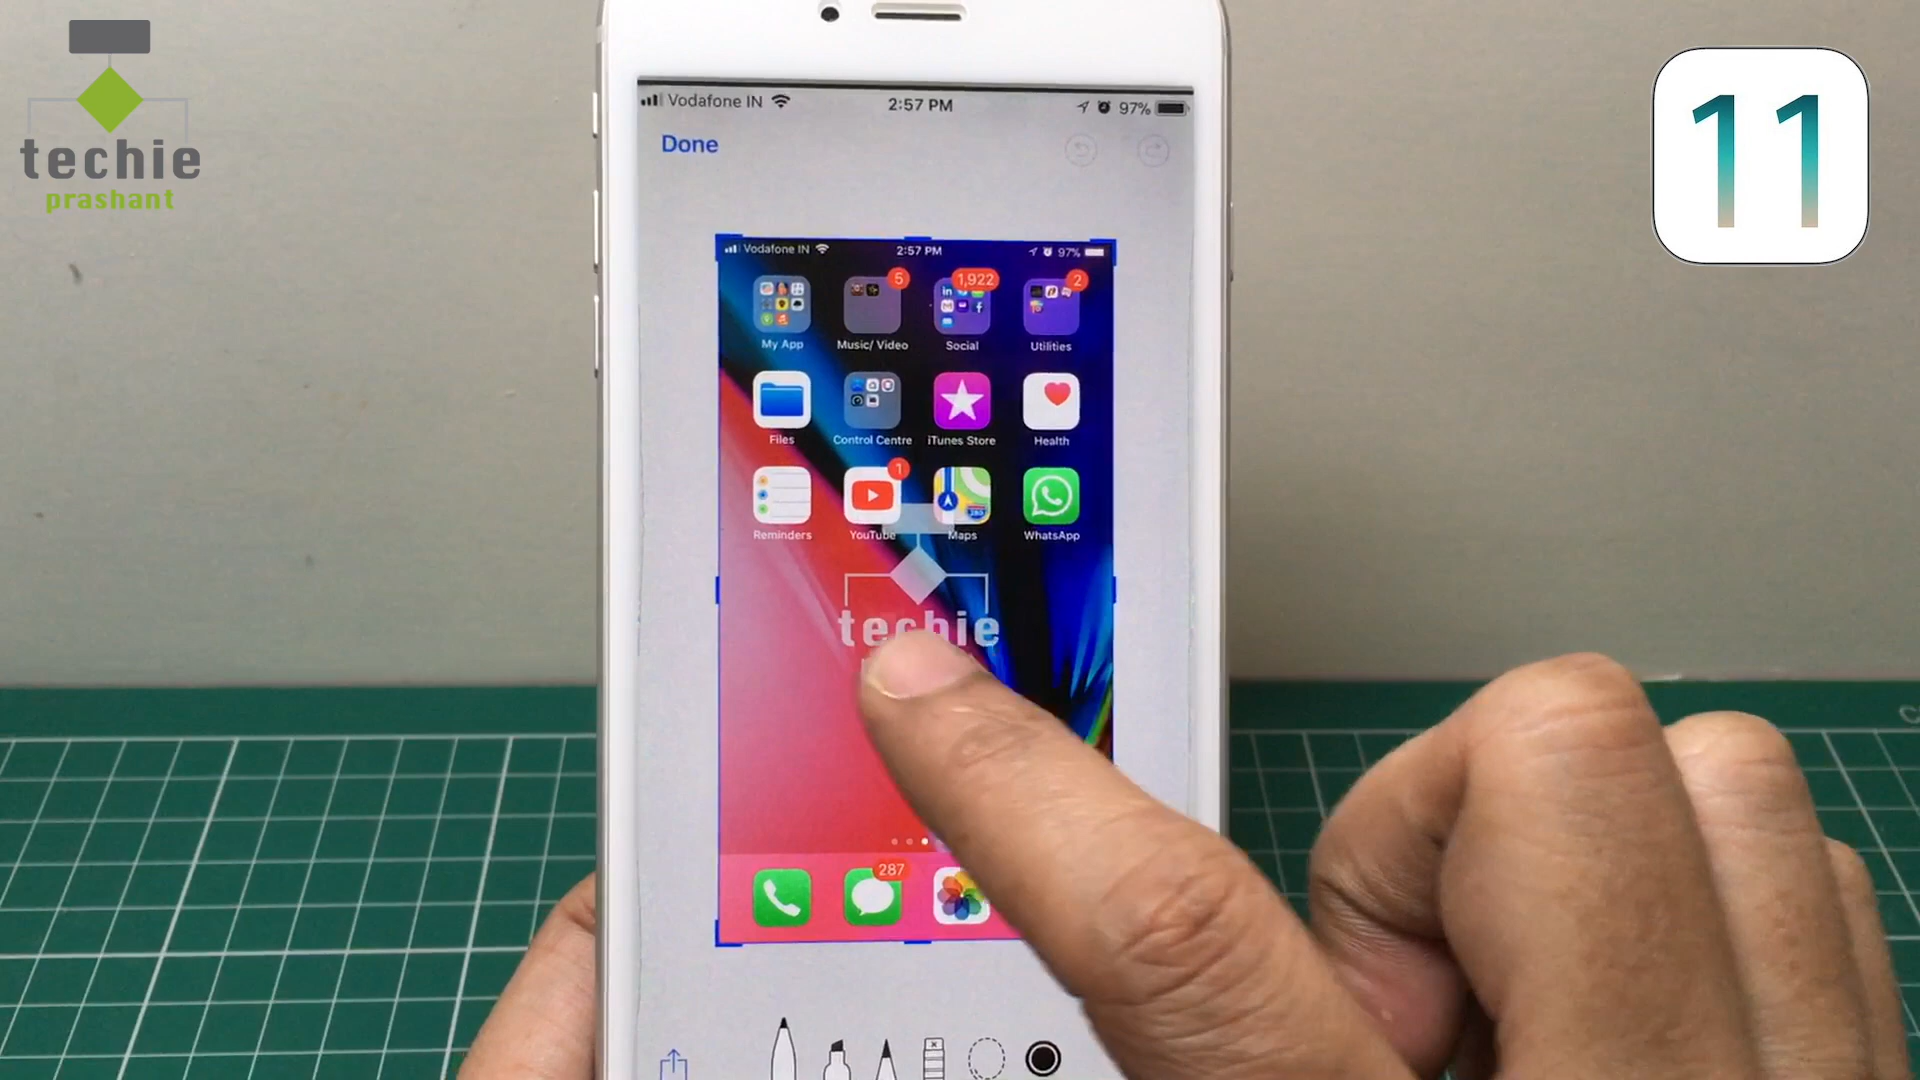 techie
prashant
11
Vodafone IN 2:57 PM 97%
Done
Vodafone IN 2:57 PM 97%
5 1,922 2
My App Music/ Video Social Utilities
Files Control Centre iTunes Store Health
1
Reminders YouTube Maps WhatsApp
techie
287